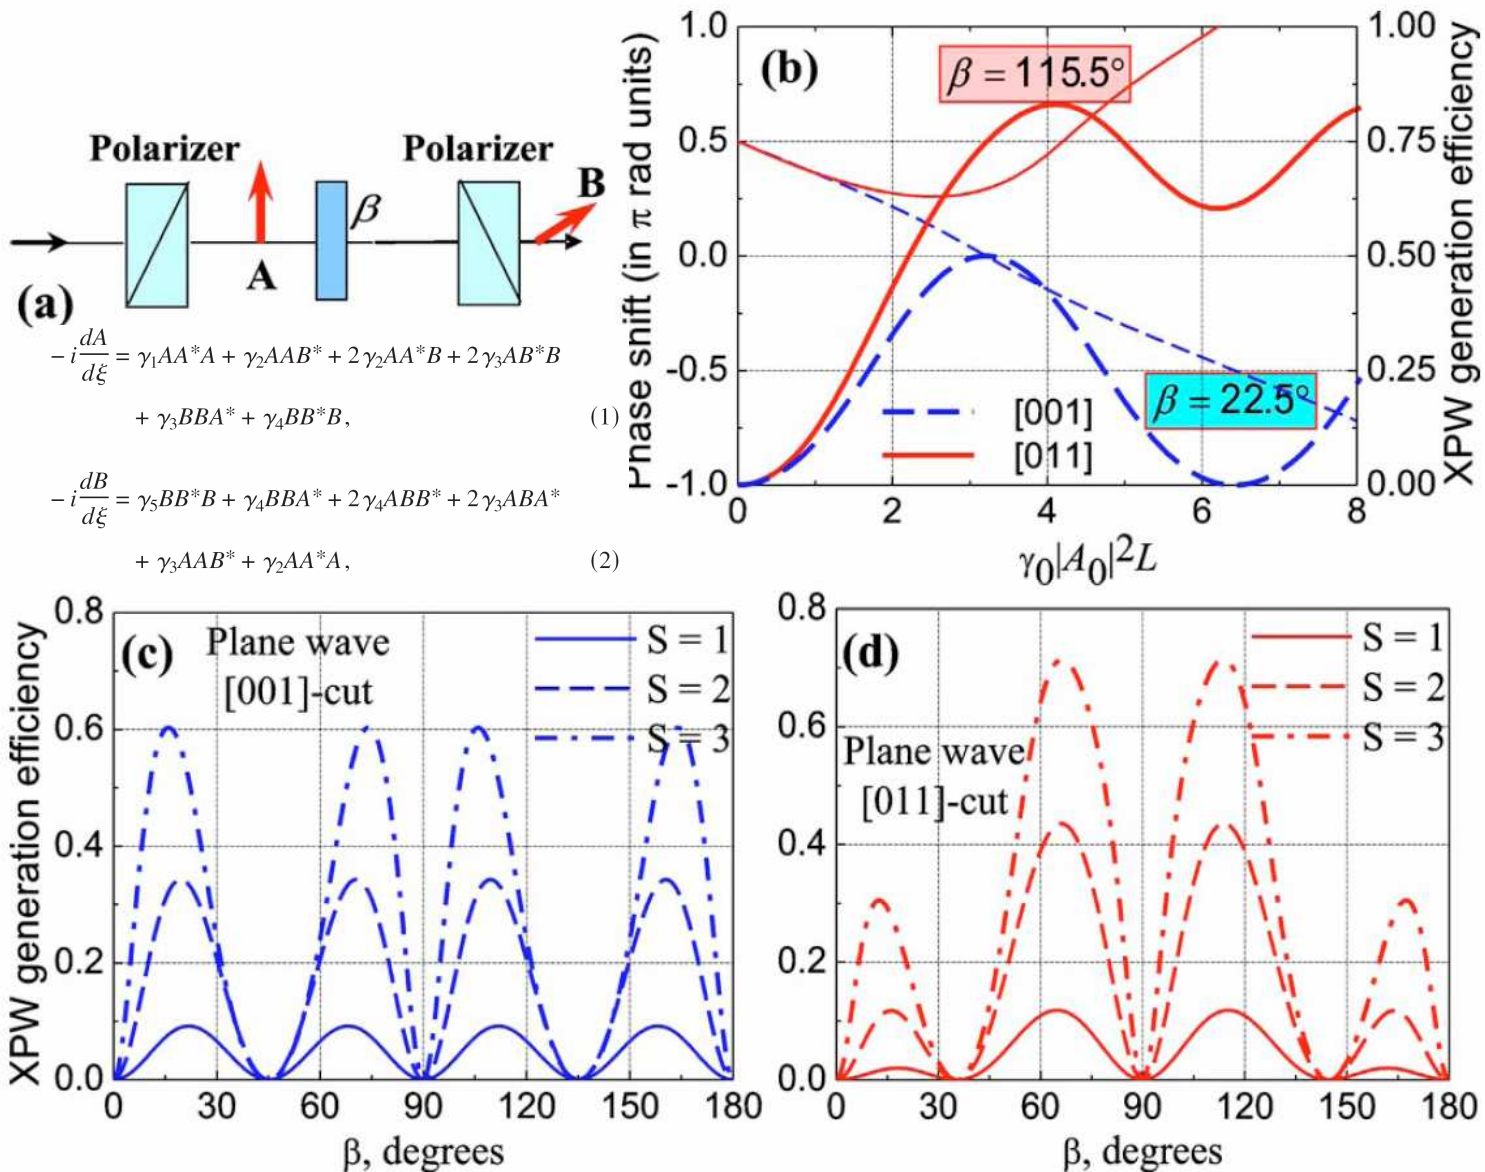 Polarizer
Polarizer
B
β
A
(a)
− i dA/dξ = γ₁AA*A + γ₂AAB* + 2γ₂AA*B + 2γ₃AB*B
+ γ₃BBA* + γ₄BB*B, (1)
− i dB/dξ = γ₅BB*B + γ₄BBA* + 2γ₄ABB* + 2γ₃ABA*
+ γ₃AAB* + γ₂AA*A, (2)
Phase shift (in π rad units)
1.0
0.5
0.0
-0.5
-1.0
(b)
β = 115.5°
β = 22.5°
[001]
[011]
0 2 4 6 8
γ₀|A₀|²L
1.00
0.75
0.50
0.25
0.00
XPW generation efficiency
XPW generation efficiency
0.8
0.6
0.4
0.2
0.0
(c)
Plane wave
[001]-cut
S = 1
S = 2
S = 3
0 30 60 90 120 150 180
β, degrees
0.8
0.6
0.4
0.2
0.0
(d)
Plane wave
[011]-cut
S = 1
S = 2
S = 3
0 30 60 90 120 150 180
β, degrees